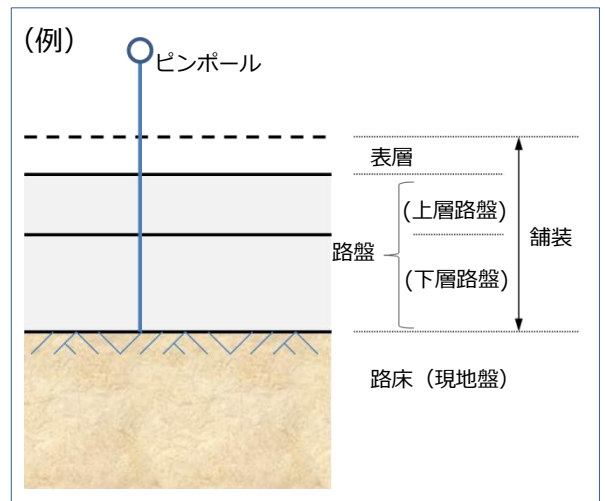 (例)
ピンポール
表層
(上層路盤)
舗装
路盤
(下層路盤)
路床（現地盤）